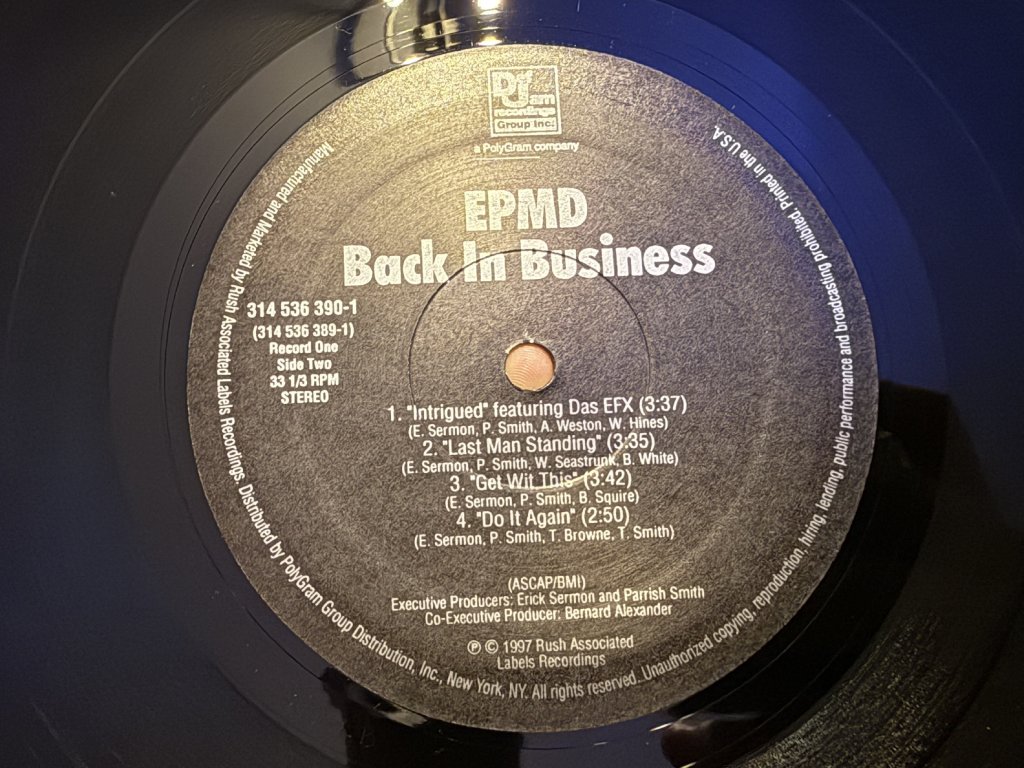 Def
Jam
recordings
Group Inc.
a PolyGram company
EPMD
Back In Business
314 536 390-1
(314 536 389-1)
Record One
Side Two
33 1/3 RPM
STEREO
1. "Intrigued" featuring Das EFX (3:37)
(E. Sermon, P. Smith, A. Weston, W. Hines)
2. "Last Man Standing" (3:35)
(E. Sermon, P. Smith, W. Seastrunk, B. White)
3. "Get Wit This" (3:42)
(E. Sermon, P. Smith, B. Squire)
4. "Do It Again" (2:50)
(E. Sermon, P. Smith, T. Browne, T. Smith)
(ASCAP/BMI)
Executive Producers: Erick Sermon and Parrish Smith
Co-Executive Producer: Bernard Alexander
℗ © 1997 Rush Associated
Labels Recordings
Manufactured and Marketed by Rush Associated Labels Recordings. Distributed by PolyGram Group Distribution, Inc., New York, NY. All rights reserved. Unauthorized copying, reproduction, hiring, lending, public performance and broadcasting prohibited. Printed in the U.S.A.